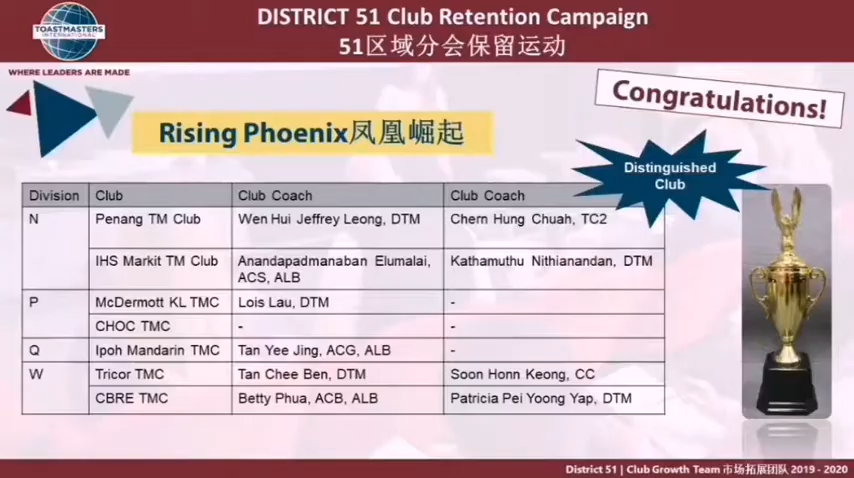 DISTRICT 51 Club Retention Campaign
51区域分会保留运动
TOASTMASTERS
INTERNATIONAL
WHERE LEADERS ARE MADE
Congratulations!
Rising Phoenix凤凰崛起
Distinguished
Club
Division Club Club Coach Club Coach
N Penang TM Club Wen Hui Jeffrey Leong, DTM Chern Hung Chuah, TC2
IHS Markit TM Club Anandapadmanaban Elumalai, Kathamuthu Nithianandan, DTM
ACS, ALB
P McDermott KL TMC Lois Lau, DTM -
CHOC TMC - -
Q Ipoh Mandarin TMC Tan Yee Jing, ACG, ALB -
W Tricor TMC Tan Chee Ben, DTM Soon Honn Keong, CC
CBRE TMC Betty Phua, ACB, ALB Patricia Pei Yoong Yap, DTM
District 51 | Club Growth Team 市场拓展团队 2019 - 2020